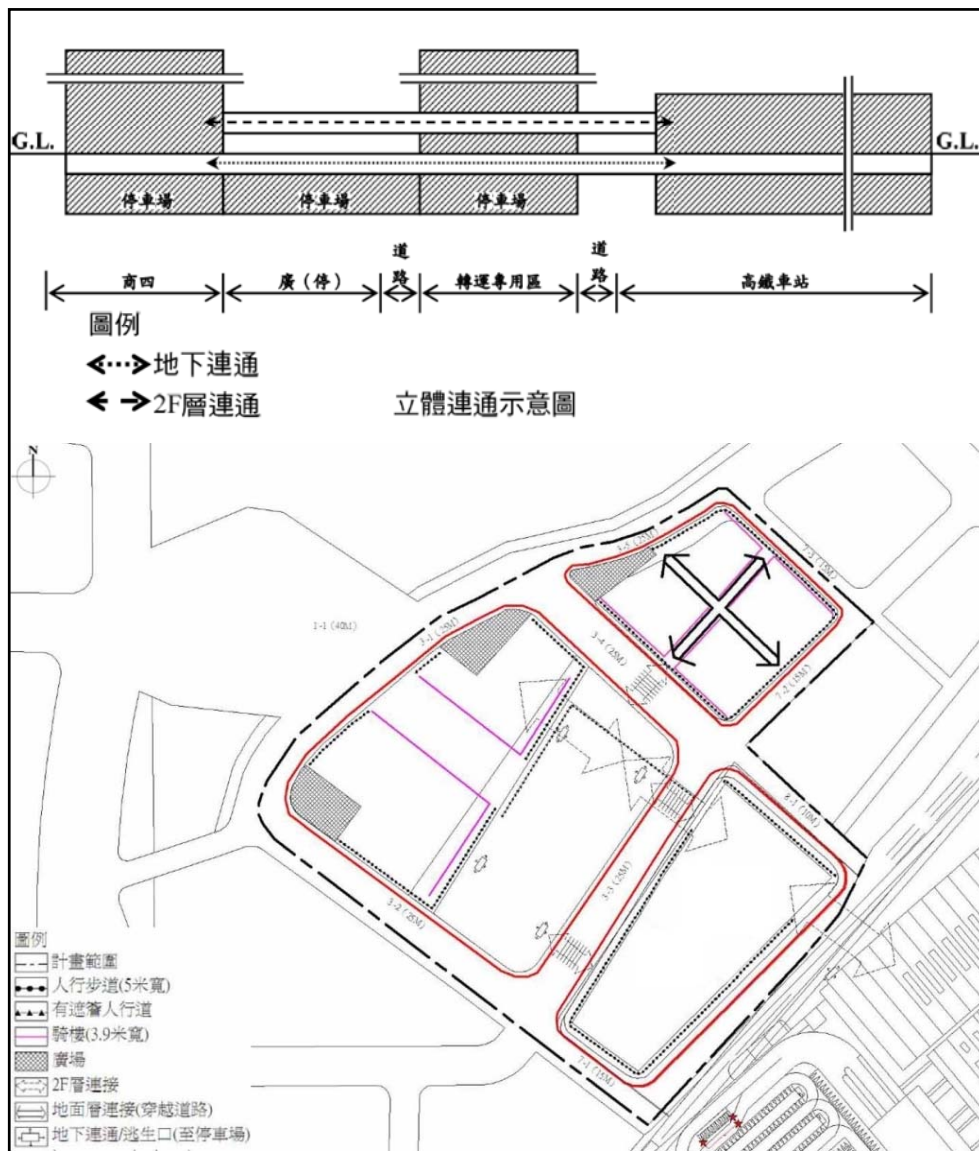 G.L.
G.L.
停車場 停車場 停車場
商四 廣（停） 道路 轉運專用區 道路 高鐵車站
圖例
地下連通
2F層連通
立體連通示意圖
N
3-3 (25M)
7-3 (15M)
1-1 (40M)
3-1 (25M)
3-4 (25M)
7-2 (15M)
8-1 (10M)
3-3 (25M)
3-2 (28M)
7-1 (15M)
圖例
計畫範圍
人行步道(5米寬)
有遮簷人行道
騎樓(3.9米寬)
廣場
2F層連接
地面層連接(穿越道路)
地下連通/逃生口(至停車場)